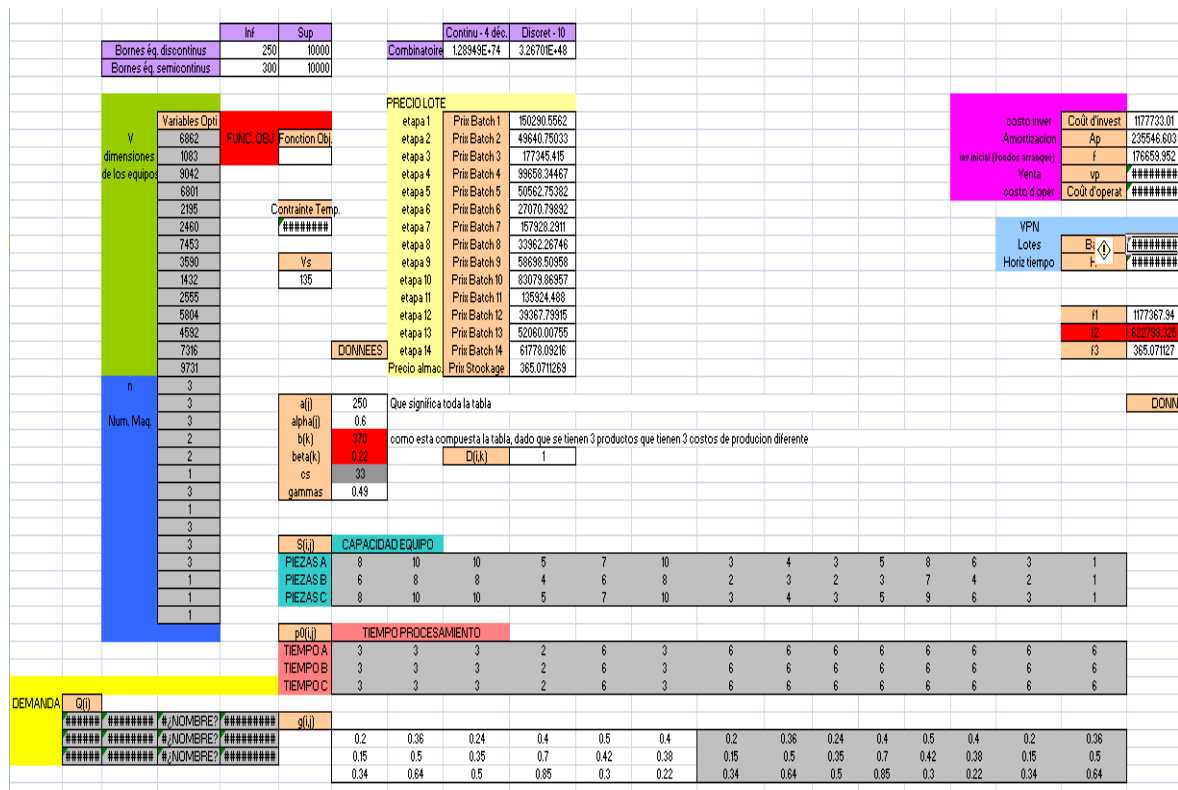 Inf Sup Continu - 4 déc. Discret - 10
Bornes éq. discontinus 250 10000 Combinatoire 1.28949E+74 3.26701E+48
Bornes éq. semicontinus 300 10000
PRECIO LOTE
Variables Opti etapa 1 Prix Batch 1 150290.5562 costo inver Coût d'invest 1177733.01
V 6862 FUNC. OBJ Fonction Obj. etapa 2 Prix Batch 2 49640.75033 Amortizacion Ap 235546.603
dimensiones 1083 etapa 3 Prix Batch 3 177345.415 inv inicial (fondos arranque) f 176659.952
de los equipos 9042 etapa 4 Prix Batch 4 99658.34467 Venta vp ########
6801 etapa 5 Prix Batch 5 50562.75382 costo d oper Coût d'operat ########
2195 Contrainte Temp. etapa 6 Prix Batch 6 27070.79892
2460 ######## etapa 7 Prix Batch 7 157928.2911 VPN
7453 etapa 8 Prix Batch 8 33962.26746 Lotes ########
3590 Vs etapa 9 Prix Batch 9 58698.50958 Horiz tiempo ########
1432 135 etapa 10 Prix Batch 10 83079.86957
2555 etapa 11 Prix Batch 11 135924.488
5804 etapa 12 Prix Batch 12 39367.79915 f1 1177367.94
4592 etapa 13 Prix Batch 13 52060.00755 f2 622799.325
7316 DONNEES etapa 14 Prix Batch 14 61778.09216 f3 365.071127
9731 Precio almac. Prix Stockage 365.0711269
n 3
3 a(j) 250 Que significa toda la tabla DONN
Num. Maq. 3 alpha(j) 0.6
2 b(k) 370 como esta compuesta la tabla, dado que se tienen 3 productos que tienen 3 costos de producion diferente
2 beta(k) 0.22 D(i,k) 1
1 cs 33
3 gammas 0.49
1
3
3 S(i,j) CAPACIDAD EQUIPO
3 PIEZAS A 8 10 10 5 7 10 3 4 3 5 8 6 3 1
1 PIEZAS B 6 8 8 4 6 8 2 3 2 3 7 4 2 1
1 PIEZAS C 8 10 10 5 7 10 3 4 3 5 9 6 3 1
1
p0(i,j) TIEMPO PROCESAMIENTO
TIEMPO A 3 3 3 2 6 3 6 6 6 6 6 6 6 6
TIEMPO B 3 3 3 2 6 3 6 6 6 6 6 6 6 6
TIEMPO C 3 3 3 2 6 3 6 6 6 6 6 6 6 6
DEMANDA Q(i)
###### ######## #¿NOMBRE? ######### g(i,j)
###### ######## #¿NOMBRE? ######### 0.2 0.36 0.24 0.4 0.5 0.4 0.2 0.36 0.24 0.4 0.5 0.4 0.2 0.36
###### ######## #¿NOMBRE? ######### 0.15 0.5 0.35 0.7 0.42 0.38 0.15 0.5 0.35 0.7 0.42 0.38 0.15 0.5
0.34 0.64 0.5 0.85 0.3 0.22 0.34 0.64 0.5 0.85 0.3 0.22 0.34 0.64